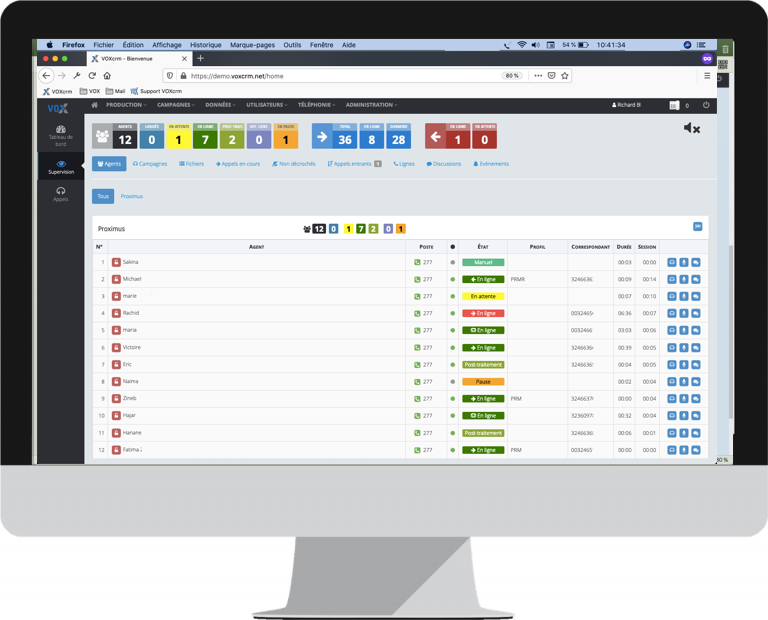 Firefox Fichier Édition Affichage Historique Marque-pages Outils Fenêtre Aide 54 % 10:41:34
VOXcrm - Bienvenue
https://demo.voxcrm.net/home 80 %
VOXcrm VOX Mail Support VOXcrm
VOX PRODUCTION CAMPAGNES DONNÉES UTILISATEURS TÉLÉPHONIE ADMINISTRATION Richard Bl 0
Tableau de bord
Supervision
Appels
AGENTS EN ATTENTE EN LIGNE EN PAUSE TOTAL EN LIGNE EN LIGNE EN ATTENTE
12 0 1 7 2 0 1 36 8 28 1 0
Agents Campagnes Fichiers Appels en cours Non décrochés Appels entrants 1 Lignes Discussions Evènements
Tous Proximus
Proximus 12 0 1 7 2 0 1
N° AGENT POSTE ÉTAT PROFIL CORRESPONDANT DURÉE SESSION
1 Sakina 277 Manuel 00:03 00:00
2 Michael 277 En ligne PRMR 3246636 00:09 00:14
3 marie 277 En attente 00:07 00:10
4 Rachid 277 En ligne 0032465 06:36 00:07
5 maria 277 En ligne 0032466 03:03 00:06
6 Victoire 277 En ligne 3246636 00:39 00:05
7 Eric 277 Post-traitement 3246636 00:04 00:05
8 Naima 277 Pause 00:02 00:04
9 Zineb 277 En ligne PRM 3246637 00:00 00:04
10 Hajar 277 En ligne 3236097 00:32 00:04
11 Hanane 277 Post-traitement 3246636 00:06 00:01
12 Fatima 277 En ligne PRM 0032465 00:00 00:00